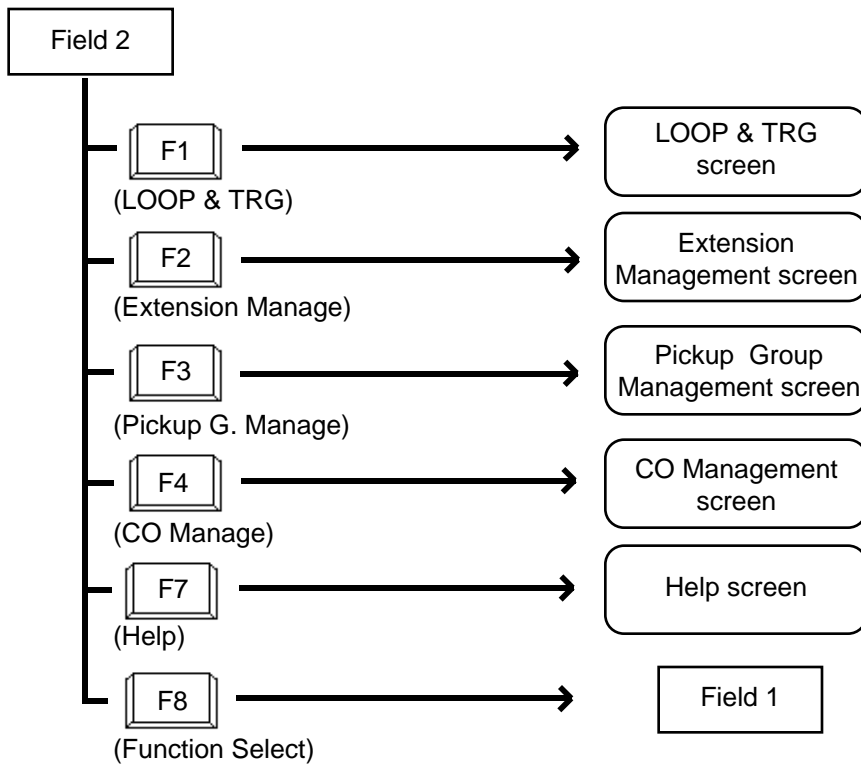 Field 2
F1
(LOOP & TRG)
LOOP & TRG
screen
F2
(Extension Manage)
Extension
Management screen
F3
(Pickup G. Manage)
Pickup Group
Management screen
F4
(CO Manage)
CO Management
screen
F7
(Help)
Help screen
F8
(Function Select)
Field 1